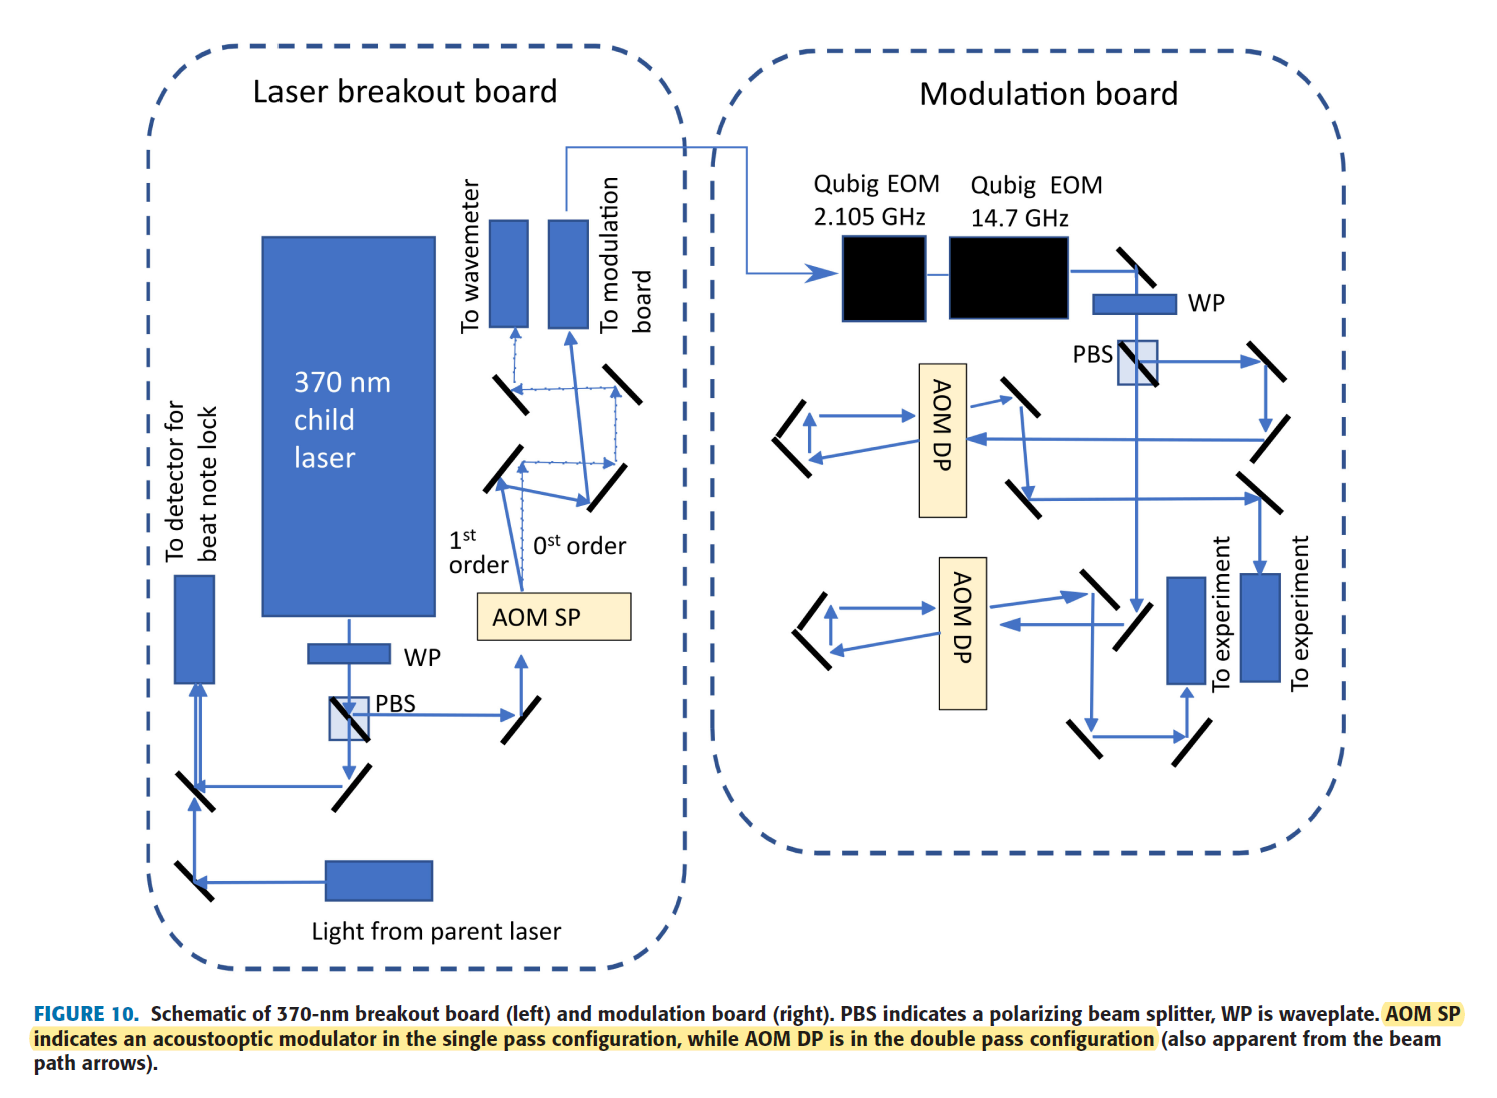 Laser breakout board
Modulation board
To wavemeter
To modulation
board
Qubig EOM
2.105 GHz
Qubig EOM
14.7 GHz
WP
PBS
370 nm
child
laser
AOM DP
To detector for
beat note lock
1st
order
0st order
AOM SP
AOM DP
To experiment
To experiment
WP
PBS
Light from parent laser
FIGURE 10. Schematic of 370-nm breakout board (left) and modulation board (right). PBS indicates a polarizing beam splitter, WP is waveplate. AOM SP
indicates an acoustooptic modulator in the single pass configuration, while AOM DP is in the double pass configuration (also apparent from the beam
path arrows).